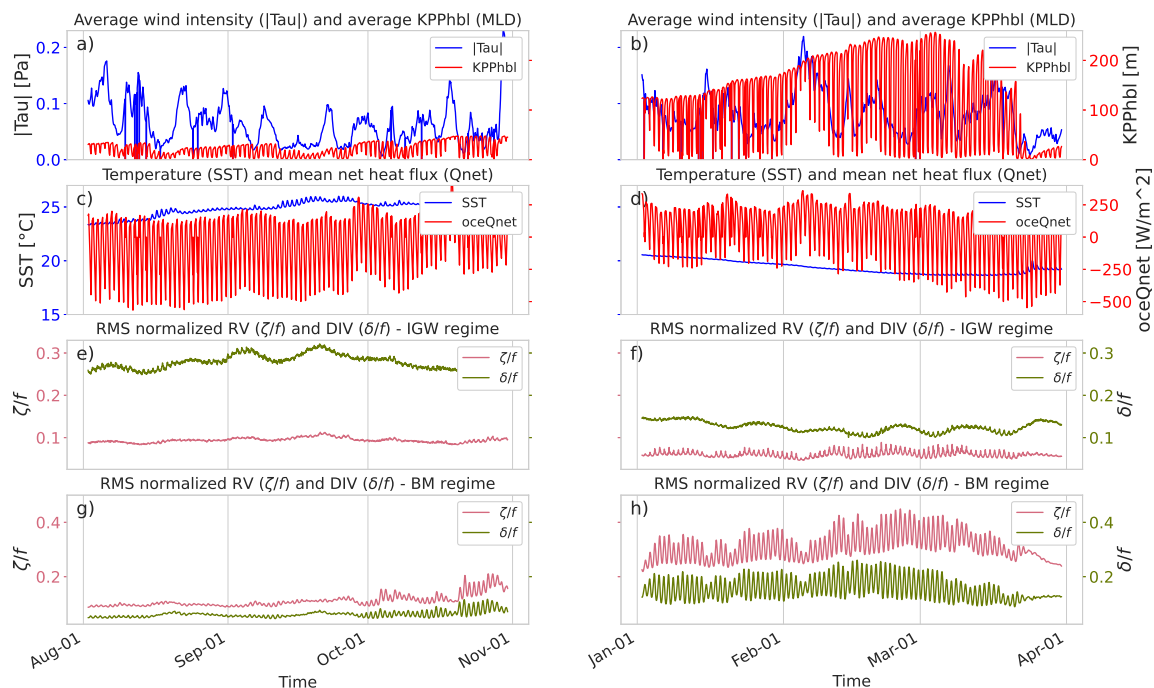 Average wind intensity (|Tau|) and average KPPhbl (MLD)
a)
|Tau|
KPPhbl
0.2
0.1
0.0
|Tau| [Pa]
Average wind intensity (|Tau|) and average KPPhbl (MLD)
b)
|Tau|
KPPhbl
200
100
0
KPPhbl [m]
Temperature (SST) and mean net heat flux (Qnet)
c)
SST
oceQnet
25
20
15
SST [°C]
Temperature (SST) and mean net heat flux (Qnet)
d)
SST
oceQnet
250
0
−250
−500
oceQnet [W/m^2]
RMS normalized RV (ζ/f) and DIV (δ/f) - IGW regime
e)
ζ/f
δ/f
0.3
0.2
0.1
ζ/f
RMS normalized RV (ζ/f) and DIV (δ/f) - IGW regime
f)
ζ/f
δ/f
0.3
0.2
0.1
δ/f
RMS normalized RV (ζ/f) and DIV (δ/f) - BM regime
g)
ζ/f
δ/f
0.4
0.2
ζ/f
Aug-01
Sep-01
Oct-01
Nov-01
Time
RMS normalized RV (ζ/f) and DIV (δ/f) - BM regime
h)
ζ/f
δ/f
0.4
0.2
δ/f
Jan-01
Feb-01
Mar-01
Apr-01
Time